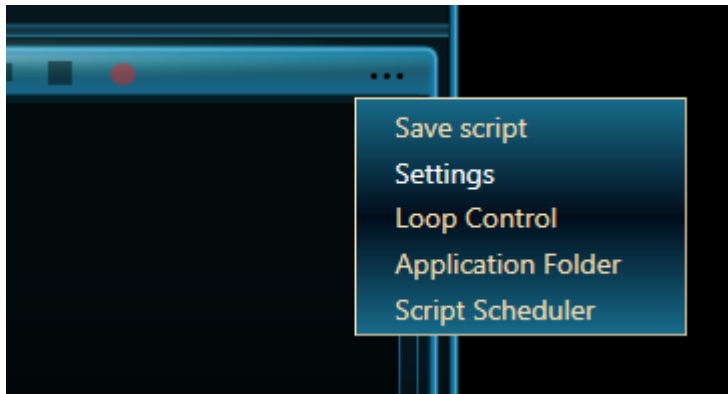 Save script
Settings
Loop Control
Application Folder
Script Scheduler